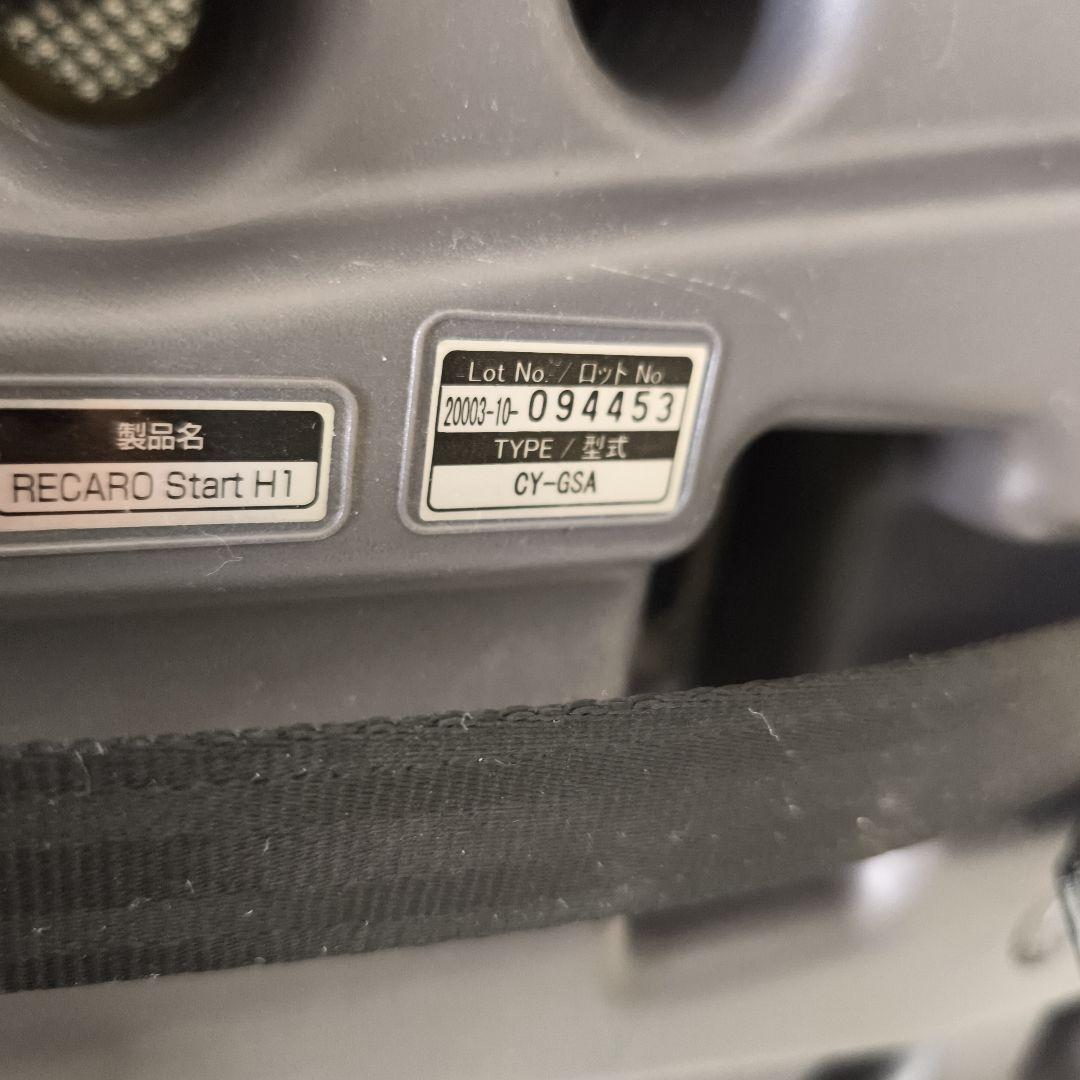 製品名
RECARO Start H1
Lot No. / ロット No.
20003-10-094453
TYPE / 型式
CY-GSA